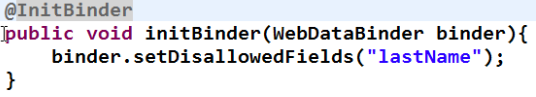 @InitBinder
public void initBinder(WebDataBinder binder){
binder.setDisallowedFields("lastName");
}